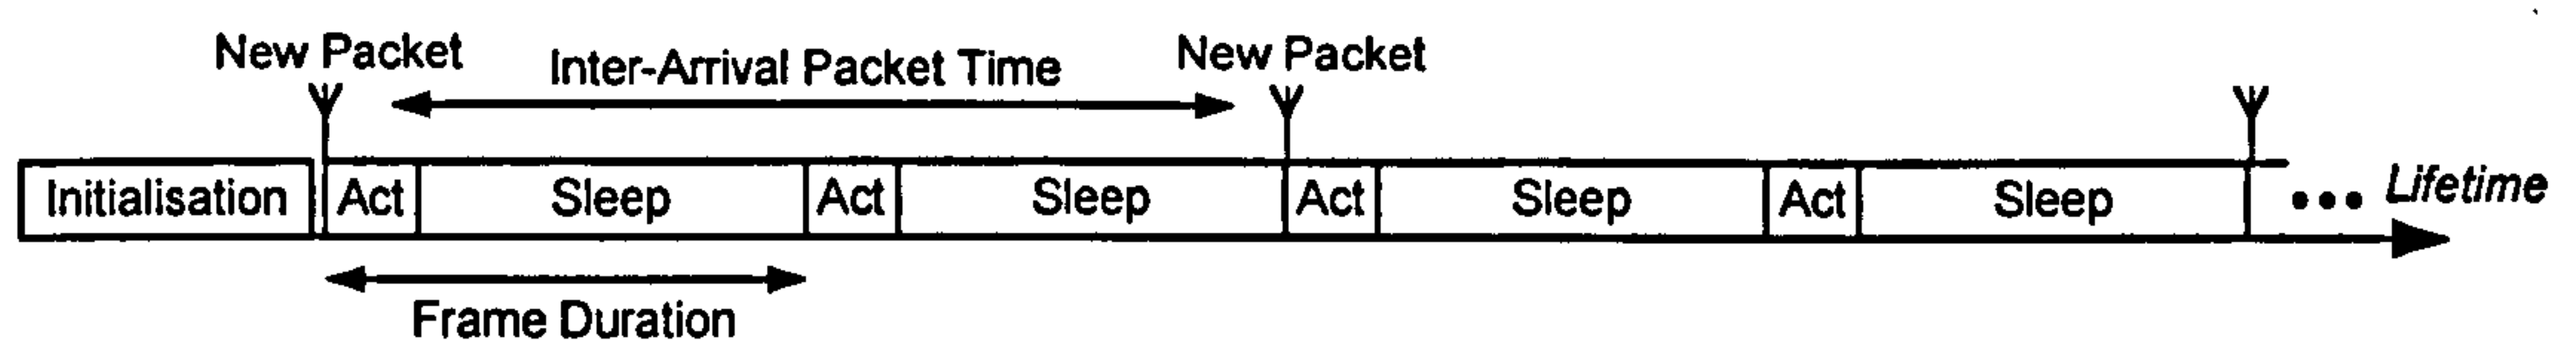 New Packet
Inter-Arrival Packet Time
New Packet
Initialisation
Act
Sleep
Act
Sleep
Act
Sleep
Act
Sleep
••• Lifetime
Frame Duration